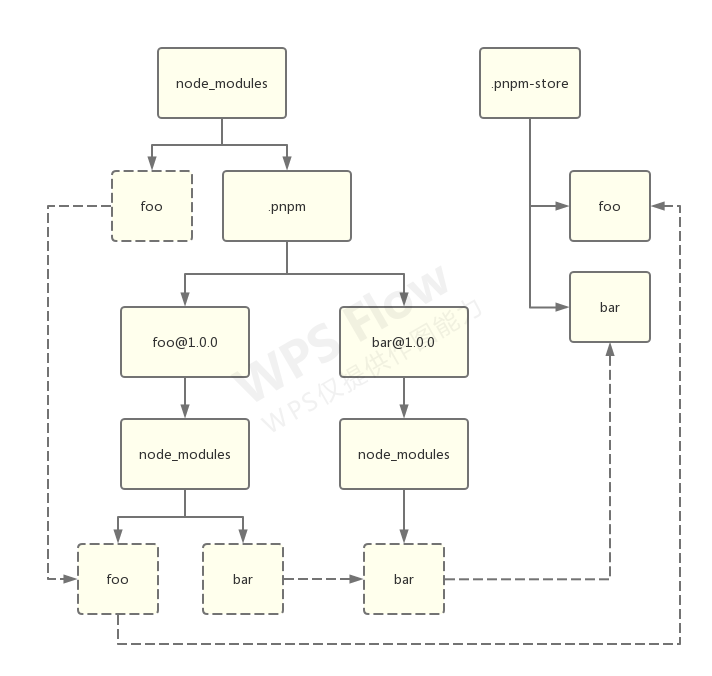 node_modules
.pnpm-store
foo
.pnpm
foo
bar
foo@1.0.0
bar@1.0.0
WPS Flow
WPS仅提供作图能力
node_modules
node_modules
foo
bar
bar